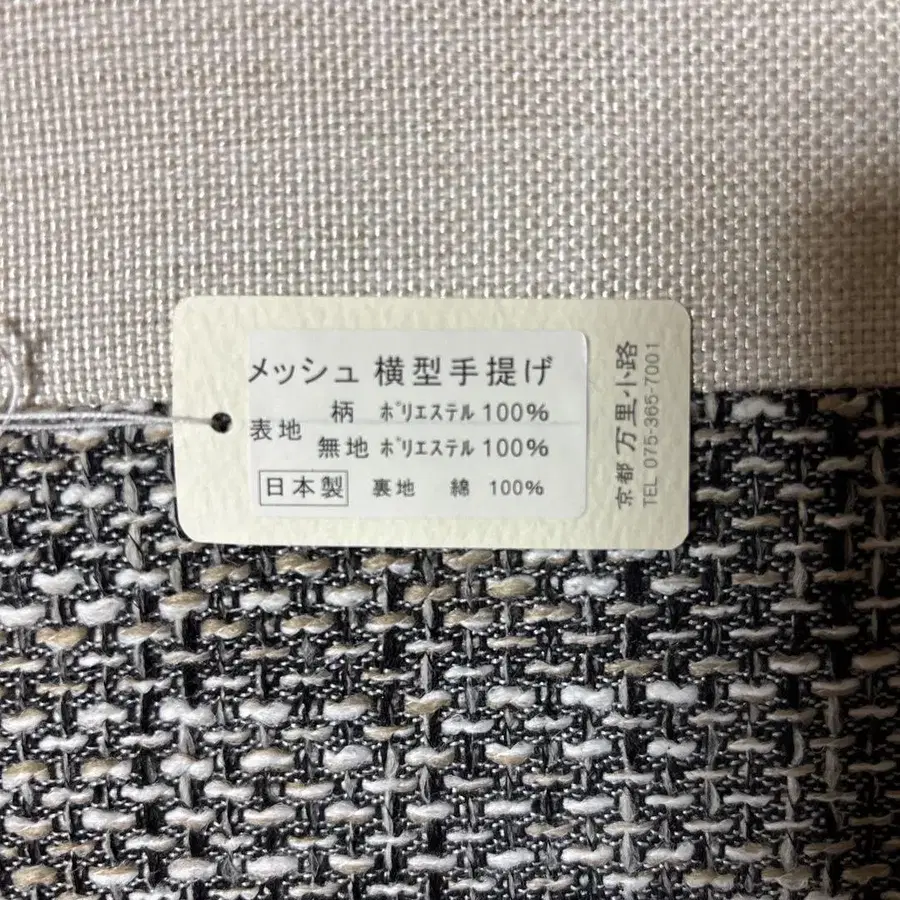 メッシュ 横型手提げ
表地 柄 ポリエステル 100%
無地 ポリエステル 100%
日本製 裏地 綿 100%
京都 万里小路
TEL 075-365-7001